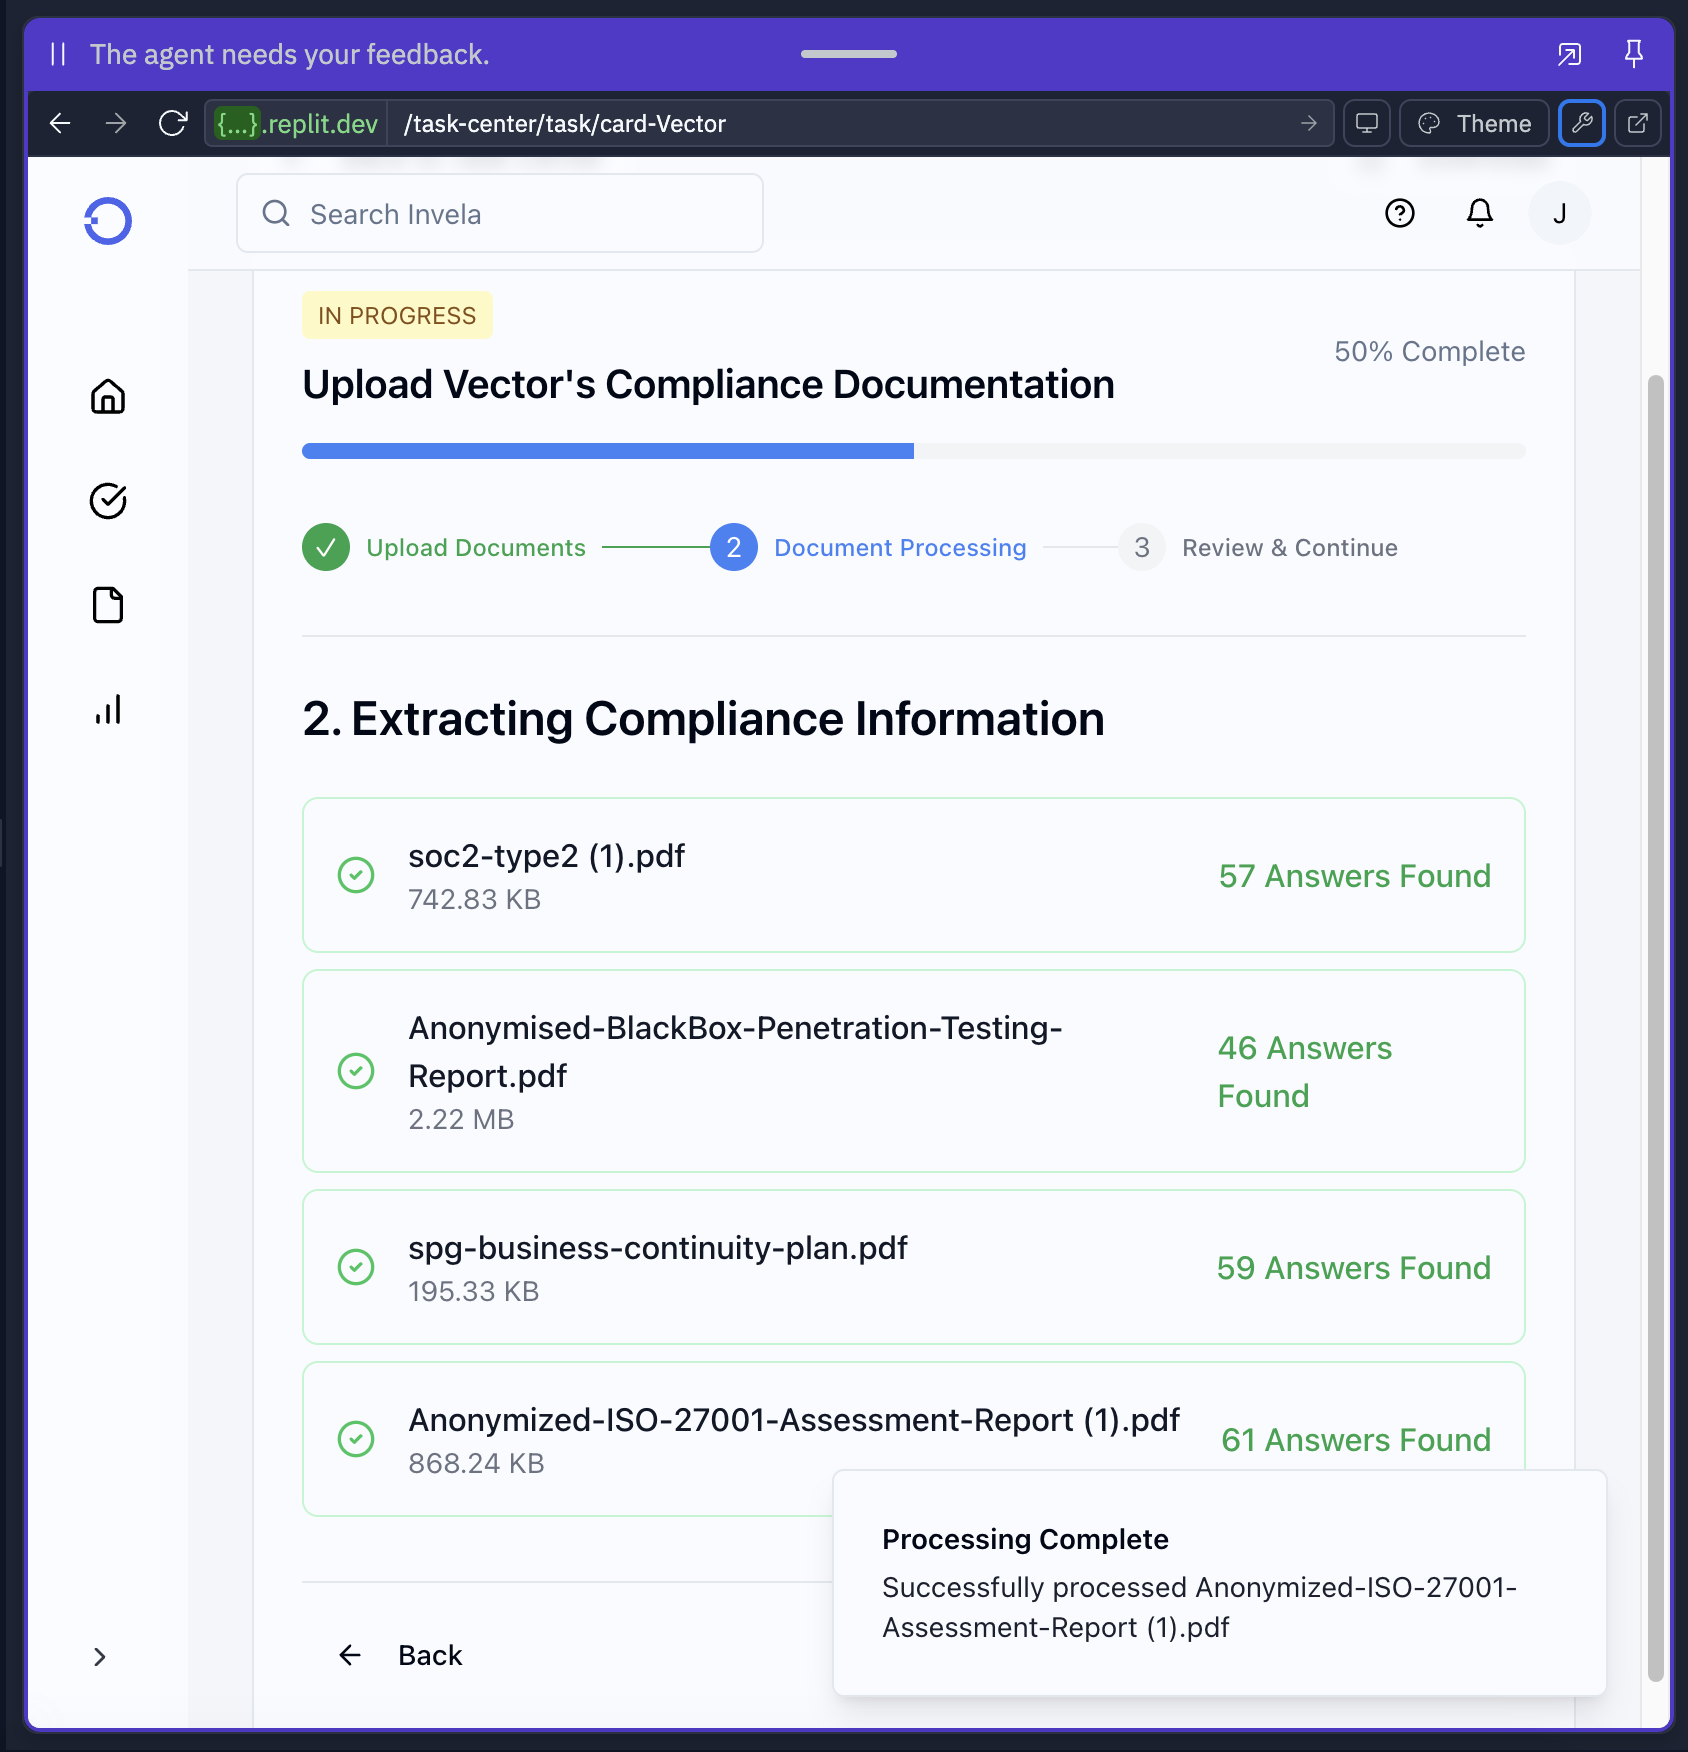 The agent needs your feedback.
{...}.replit.dev /task-center/task/card-Vector Theme
Search Invela
J
IN PROGRESS
50% Complete
Upload Vector's Compliance Documentation
Upload Documents 2 Document Processing 3 Review & Continue
2. Extracting Compliance Information
soc2-type2 (1).pdf
742.83 KB
57 Answers Found
Anonymised-BlackBox-Penetration-Testing-
Report.pdf
2.22 MB
46 Answers
Found
spg-business-continuity-plan.pdf
195.33 KB
59 Answers Found
Anonymized-ISO-27001-Assessment-Report (1).pdf
868.24 KB
61 Answers Found
Processing Complete
Successfully processed Anonymized-ISO-27001-
Assessment-Report (1).pdf
Back